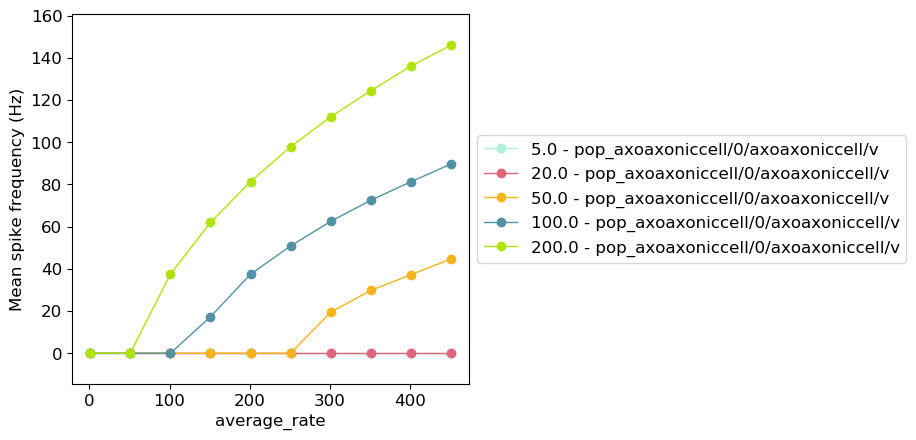 160
140
120
100
80
60
40
20
0
Mean spike frequency (Hz)
0 100 200 300 400
average_rate
5.0 - pop_axoaxoniccell/0/axoaxoniccell/v
20.0 - pop_axoaxoniccell/0/axoaxoniccell/v
50.0 - pop_axoaxoniccell/0/axoaxoniccell/v
100.0 - pop_axoaxoniccell/0/axoaxoniccell/v
200.0 - pop_axoaxoniccell/0/axoaxoniccell/v